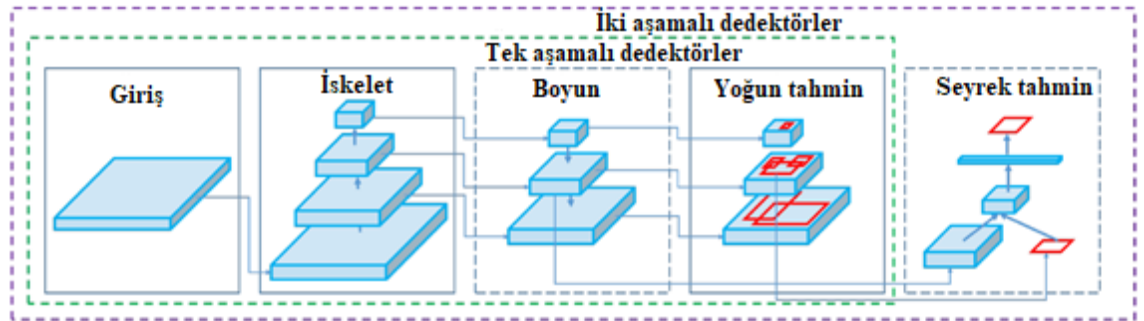 İki aşamalı dedektörler
Tek aşamalı dedektörler
Giriş
İskelet
Boyun
Yoğun tahmin
Seyrek tahmin